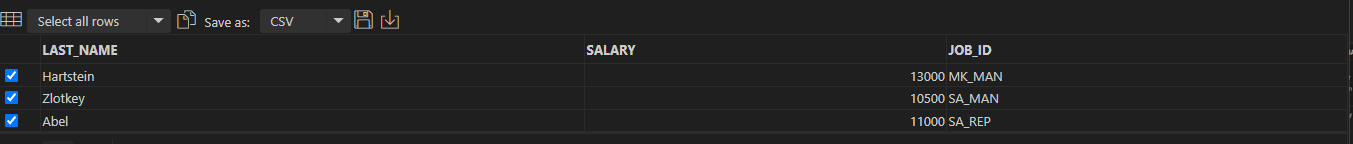 Select all rows Save as: CSV
LAST_NAME SALARY JOB_ID
Hartstein 13000 MK_MAN
Zlotkey 10500 SA_MAN
Abel 11000 SA_REP